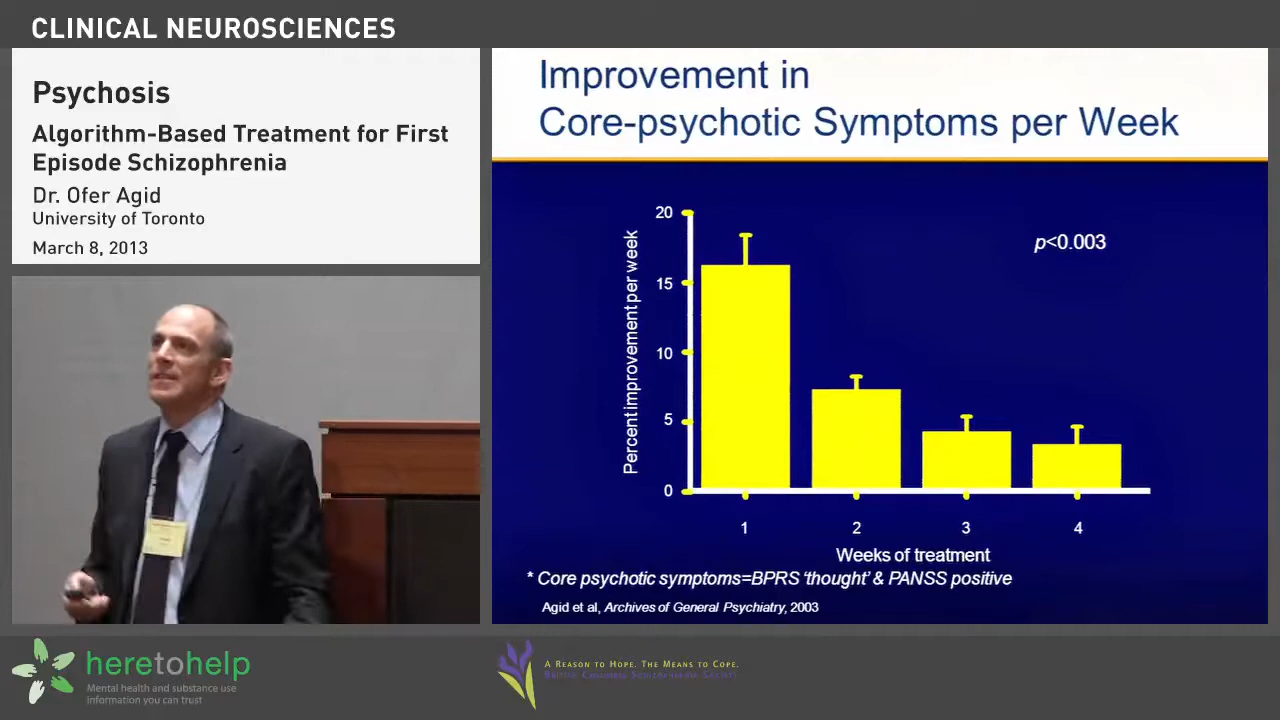 CLINICAL NEUROSCIENCES
Psychosis
Algorithm-Based Treatment for First
Episode Schizophrenia
Dr. Ofer Agid
University of Toronto
March 8, 2013
Improvement in
Core-psychotic Symptoms per Week
Percent improvement per week
20
15
10
5
0
p<0.003
1 2 3 4
Weeks of treatment
* Core psychotic symptoms=BPRS ‘thought’ & PANSS positive
Agid et al, Archives of General Psychiatry, 2003
heretohelp
Mental health and substance use
information you can trust
A Reason to Hope. The Means to Cope.
British Columbia Schizophrenia Society